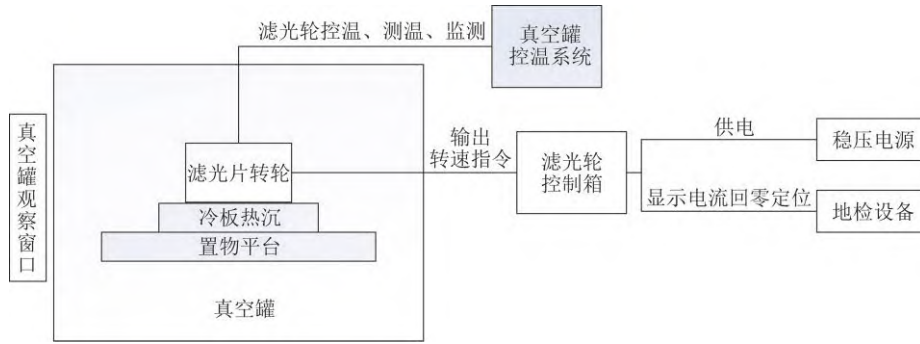 滤光轮控温、测温、监测
真空罐
控温系统
真空罐观察窗口
滤光片转轮
冷板热沉
置物平台
真空罐
输出
转速指令
滤光轮
控制箱
供电
稳压电源
显示电流回零定位
地检设备